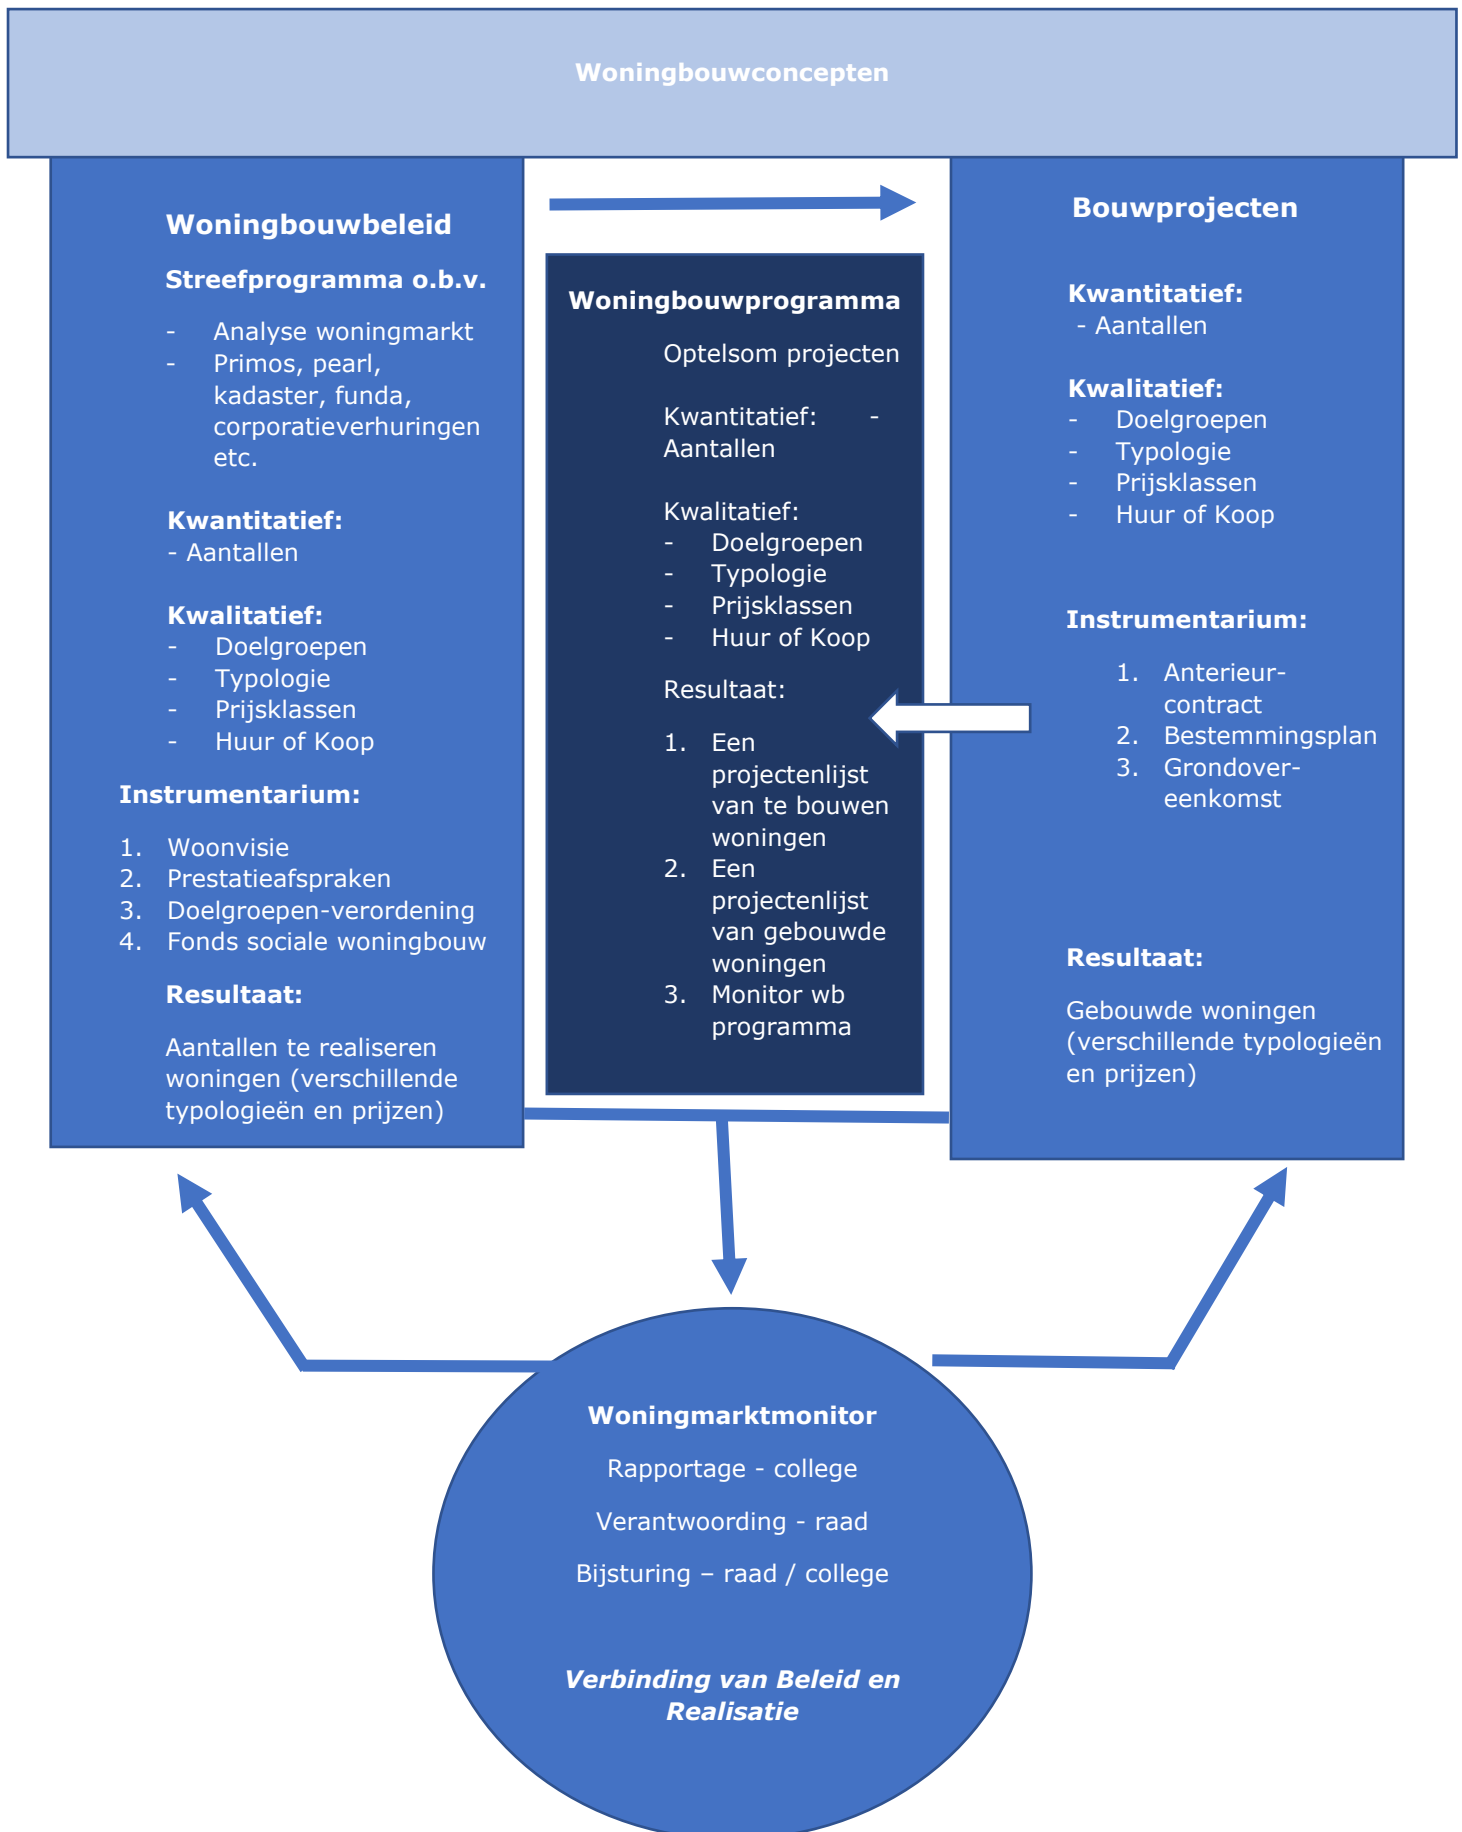 Woningbouwconcepten
Woningbouwbeleid
Streefprogramma o.b.v.
- Analyse woningmarkt
- Primos, pearl,
kadaster, funda,
corporatieverhuringen
etc.
Kwantitatief:
- Aantallen
Kwalitatief:
- Doelgroepen
- Typologie
- Prijsklassen
- Huur of Koop
Instrumentarium:
1. Woonvisie
2. Prestatieafspraken
3. Doelgroepen-verordening
4. Fonds sociale woningbouw
Resultaat:
Aantallen te realiseren
woningen (verschillende
typologieën en prijzen)
Woningbouwprogramma
Optelsom projecten
Kwantitatief: -
Aantallen
Kwalitatief:
- Doelgroepen
- Typologie
- Prijsklassen
- Huur of Koop
Resultaat:
1. Een
projectenlijst
van te bouwen
woningen
2. Een
projectenlijst
van gebouwde
woningen
3. Monitor wb
programma
Bouwprojecten
Kwantitatief:
- Aantallen
Kwalitatief:
- Doelgroepen
- Typologie
- Prijsklassen
- Huur of Koop
Instrumentarium:
1. Anterieur-
contract
2. Bestemmingsplan
3. Grondover-
eenkomst
Resultaat:
Gebouwde woningen
(verschillende typologieën
en prijzen)
Woningmarktmonitor
Rapportage - college
Verantwoording - raad
Bijsturing – raad / college
Verbinding van Beleid en
Realisatie